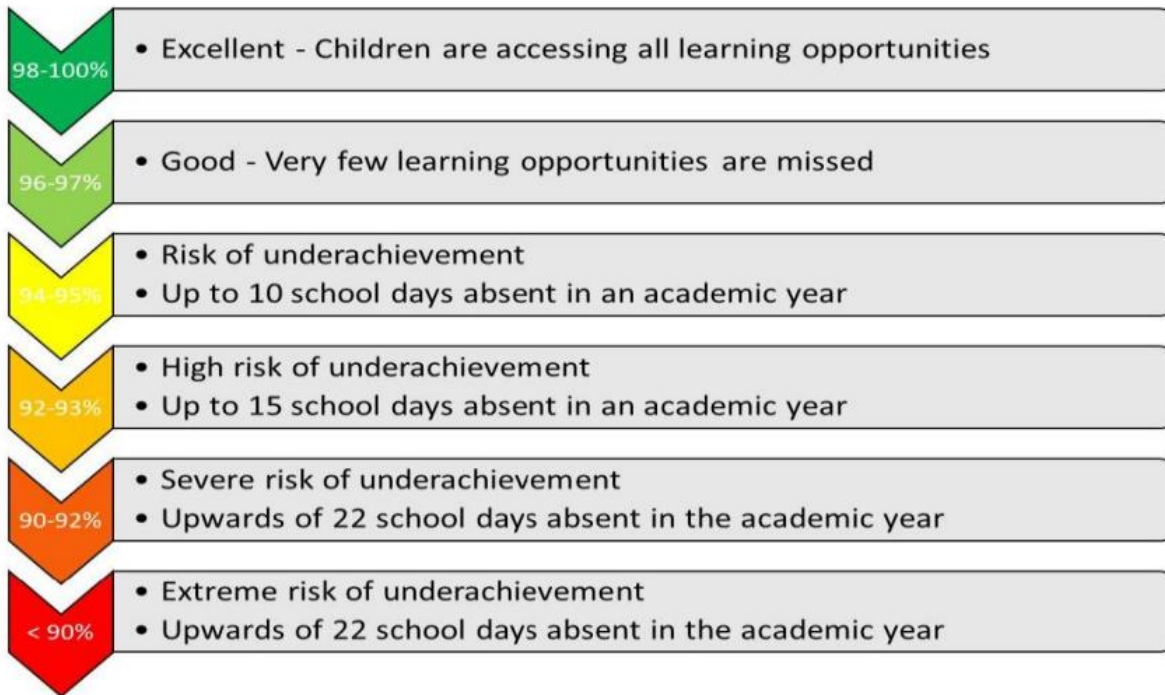 98-100%
• Excellent - Children are accessing all learning opportunities
96-97%
• Good - Very few learning opportunities are missed
94-95%
• Risk of underachievement
• Up to 10 school days absent in an academic year
92-93%
• High risk of underachievement
• Up to 15 school days absent in an academic year
90-92%
• Severe risk of underachievement
• Upwards of 22 school days absent in the academic year
< 90%
• Extreme risk of underachievement
• Upwards of 22 school days absent in the academic year